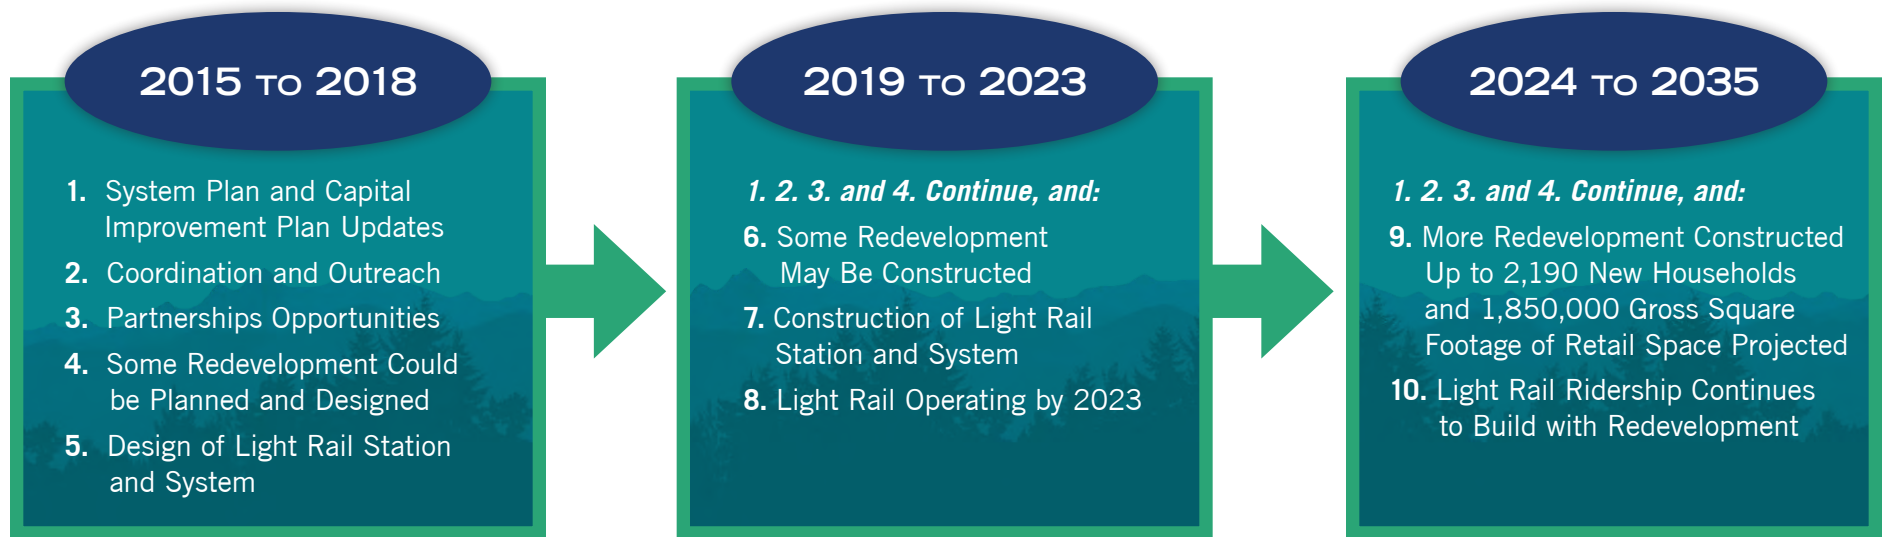 2015 TO 2018
1. System Plan and Capital
Improvement Plan Updates
2. Coordination and Outreach
3. Partnerships Opportunities
4. Some Redevelopment Could
be Planned and Designed
5. Design of Light Rail Station
and System
2019 TO 2023
1. 2. 3. and 4. Continue, and:
6. Some Redevelopment
May Be Constructed
7. Construction of Light Rail
Station and System
8. Light Rail Operating by 2023
2024 TO 2035
1. 2. 3. and 4. Continue, and:
9. More Redevelopment Constructed
Up to 2,190 New Households
and 1,850,000 Gross Square
Footage of Retail Space Projected
10. Light Rail Ridership Continues
to Build with Redevelopment